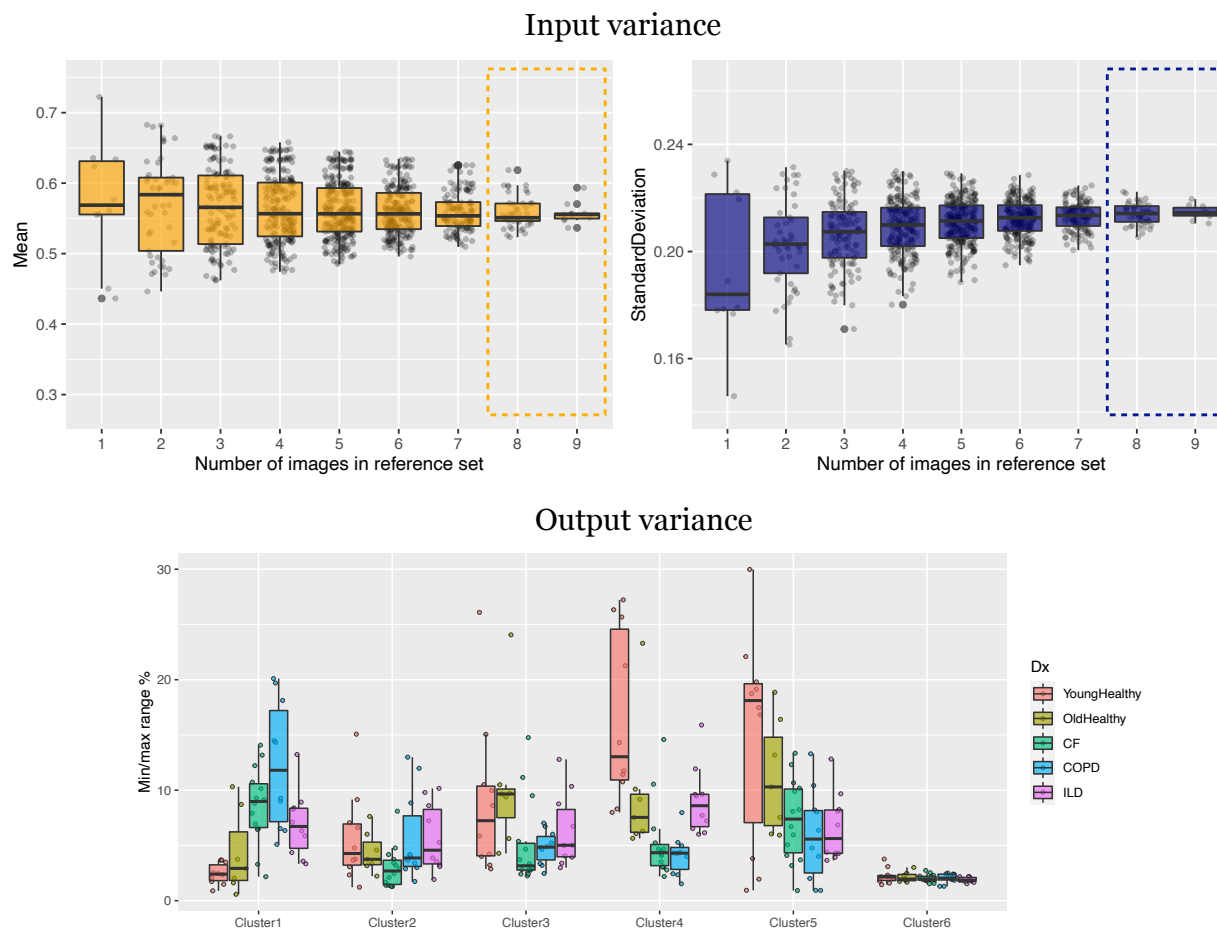 Input variance
0.7
0.6
0.5
0.4
0.3
Mean
1 2 3 4 5 6 7 8 9
Number of images in reference set
0.24
0.20
0.16
StandardDeviation
1 2 3 4 5 6 7 8 9
Number of images in reference set
Output variance
30
20
10
0
Min/max range %
Cluster1 Cluster2 Cluster3 Cluster4 Cluster5 Cluster6
Dx
YoungHealthy
OldHealthy
CF
COPD
ILD